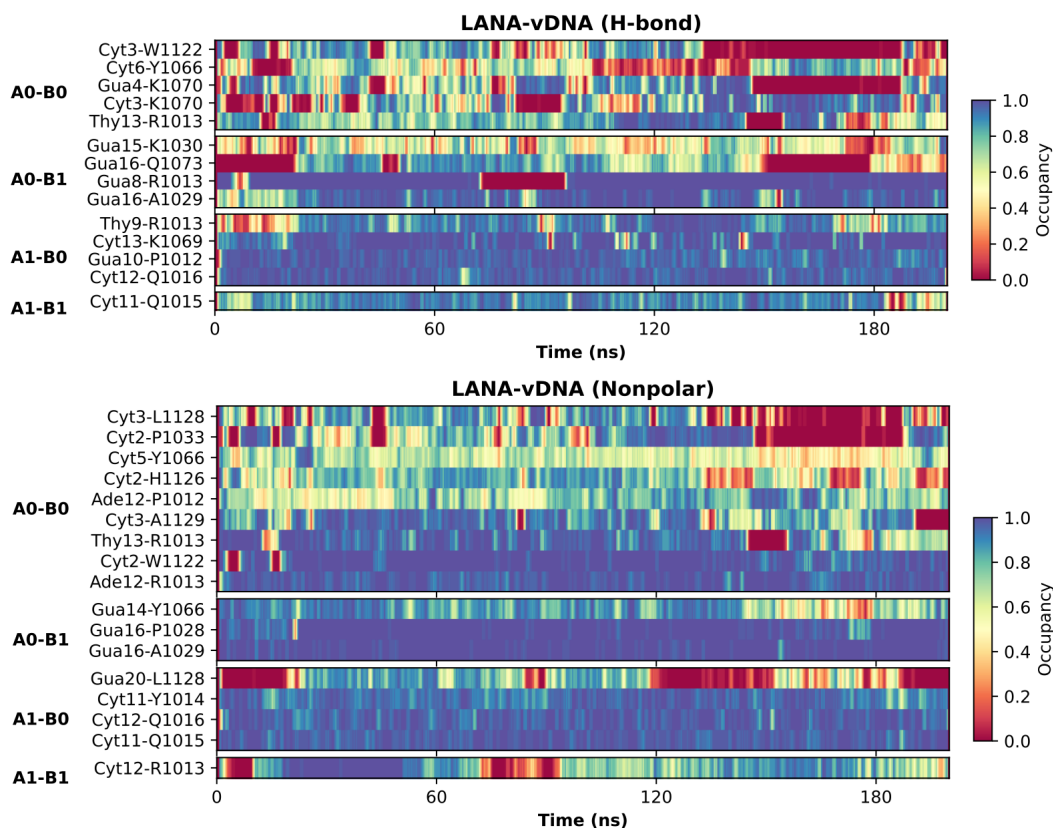 LANA-vDNA (H-bond)
A0-B0
Cyt3-W1122
Cyt6-Y1066
Gua4-K1070
Cyt3-K1070
Thy13-R1013
A0-B1
Gua15-K1030
Gua16-Q1073
Gua8-R1013
Gua16-A1029
A1-B0
Thy9-R1013
Cyt13-K1069
Gua10-P1012
Cyt12-Q1016
A1-B1
Cyt11-Q1015
0 60 120 180
Time (ns)
1.0
0.8
0.6
0.4
0.2
0.0
Occupancy
LANA-vDNA (Nonpolar)
A0-B0
Cyt3-L1128
Cyt2-P1033
Cyt5-Y1066
Cyt2-H1126
Ade12-P1012
Cyt3-A1129
Thy13-R1013
Cyt2-W1122
Ade12-R1013
A0-B1
Gua14-Y1066
Gua16-P1028
Gua16-A1029
A1-B0
Gua20-L1128
Cyt11-Y1014
Cyt12-Q1016
Cyt11-Q1015
A1-B1
Cyt12-R1013
0 60 120 180
Time (ns)
1.0
0.8
0.6
0.4
0.2
0.0
Occupancy